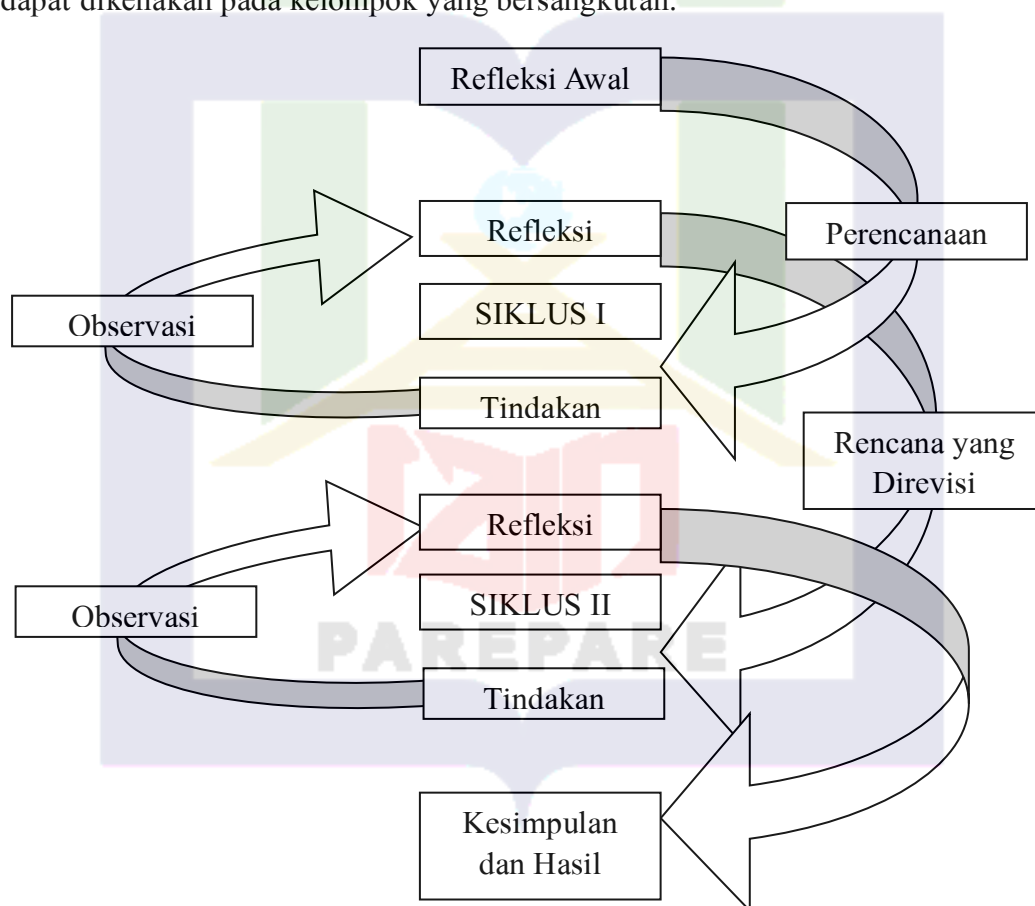 dapat dikenakan pada kelompok yang bersangkutan.
Refleksi Awal
Refleksi
Perencanaan
SIKLUS I
Observasi
Tindakan
Rencana yang
Direvisi
Refleksi
SIKLUS II
Observasi
PAREPARE
Tindakan
Kesimpulan
dan Hasil